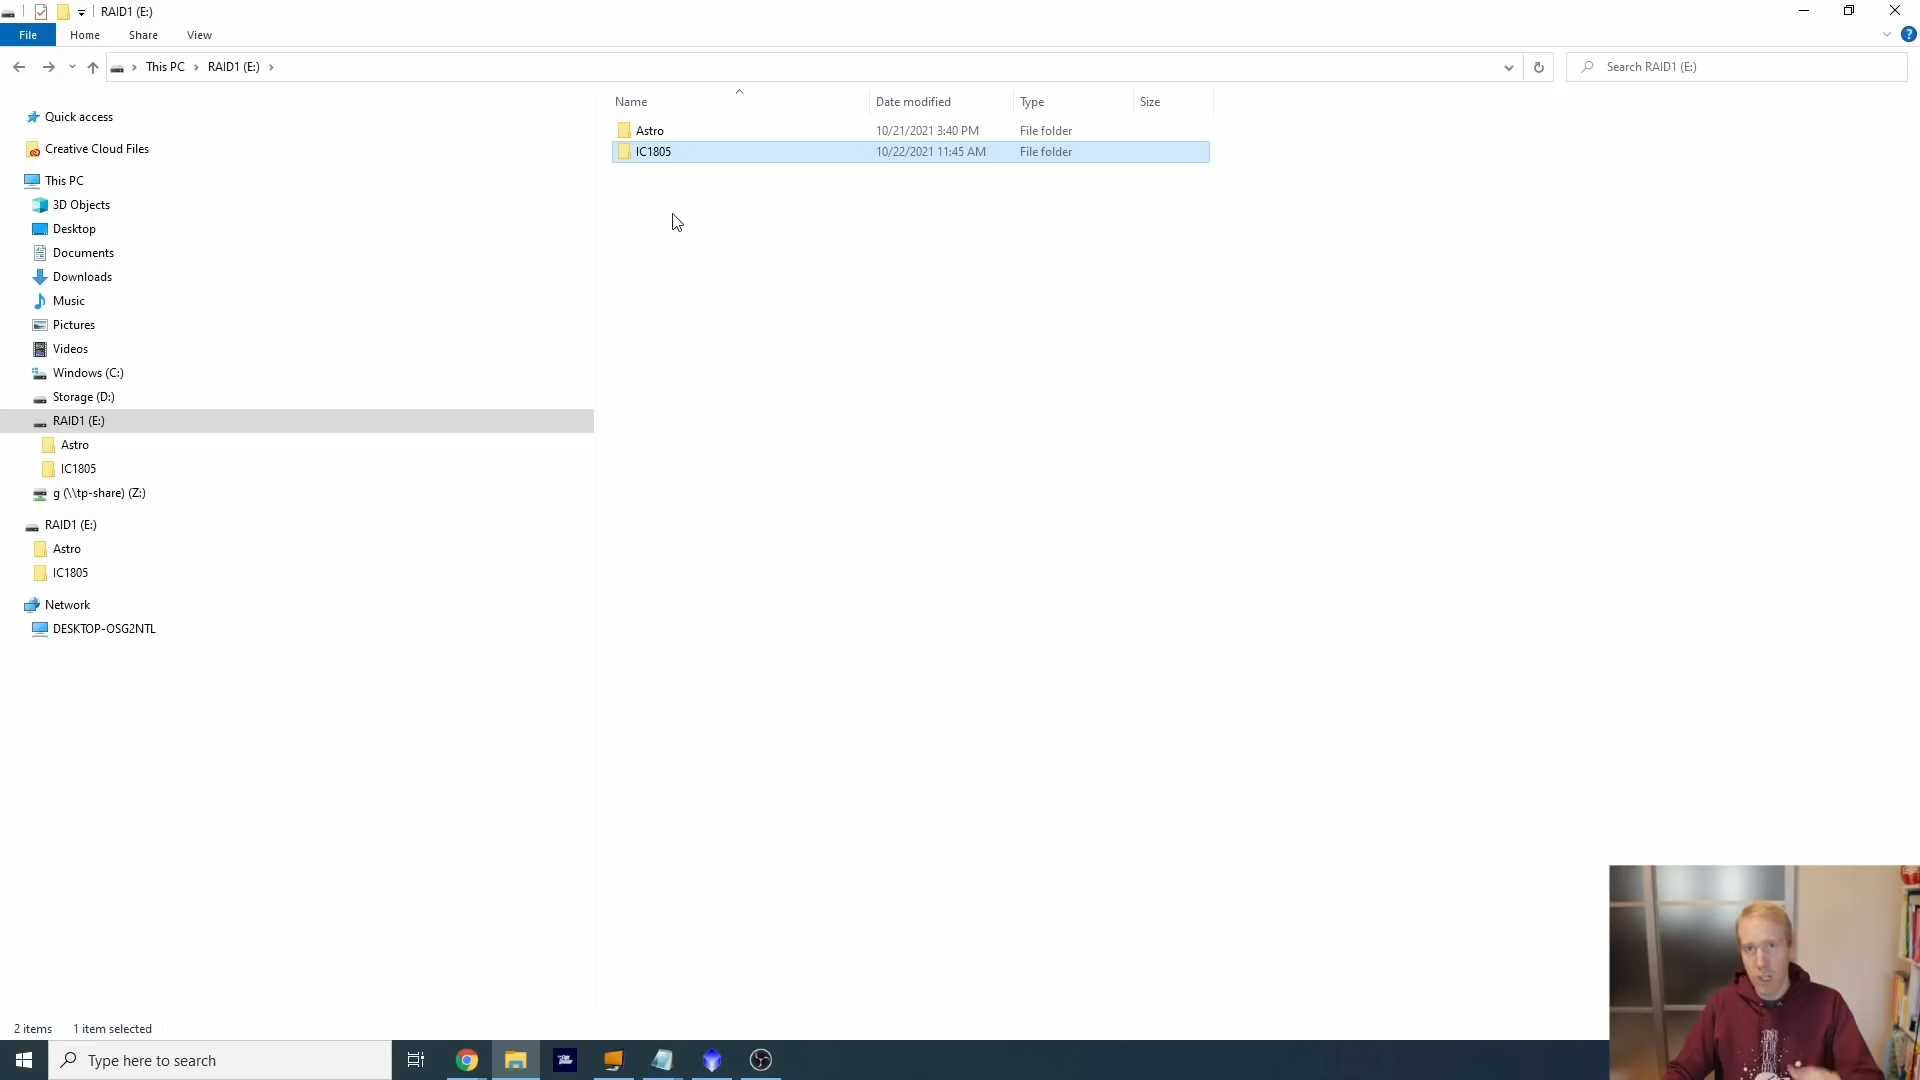 RAID1 (E:)
File Home Share View
This PC RAID1 (E:)
Search RAID1 (E:)
Name Date modified Type Size
Astro 10/21/2021 3:40 PM File folder
IC1805 10/22/2021 11:45 AM File folder
Quick access
Creative Cloud Files
This PC
3D Objects
Desktop
Documents
Downloads
Music
Pictures
Videos
Windows (C:)
Storage (D:)
RAID1 (E:)
Astro
IC1805
g (\\tp-share) (Z:)
RAID1 (E:)
Astro
IC1805
Network
DESKTOP-OSG2NTL
2 items 1 item selected
Type here to search